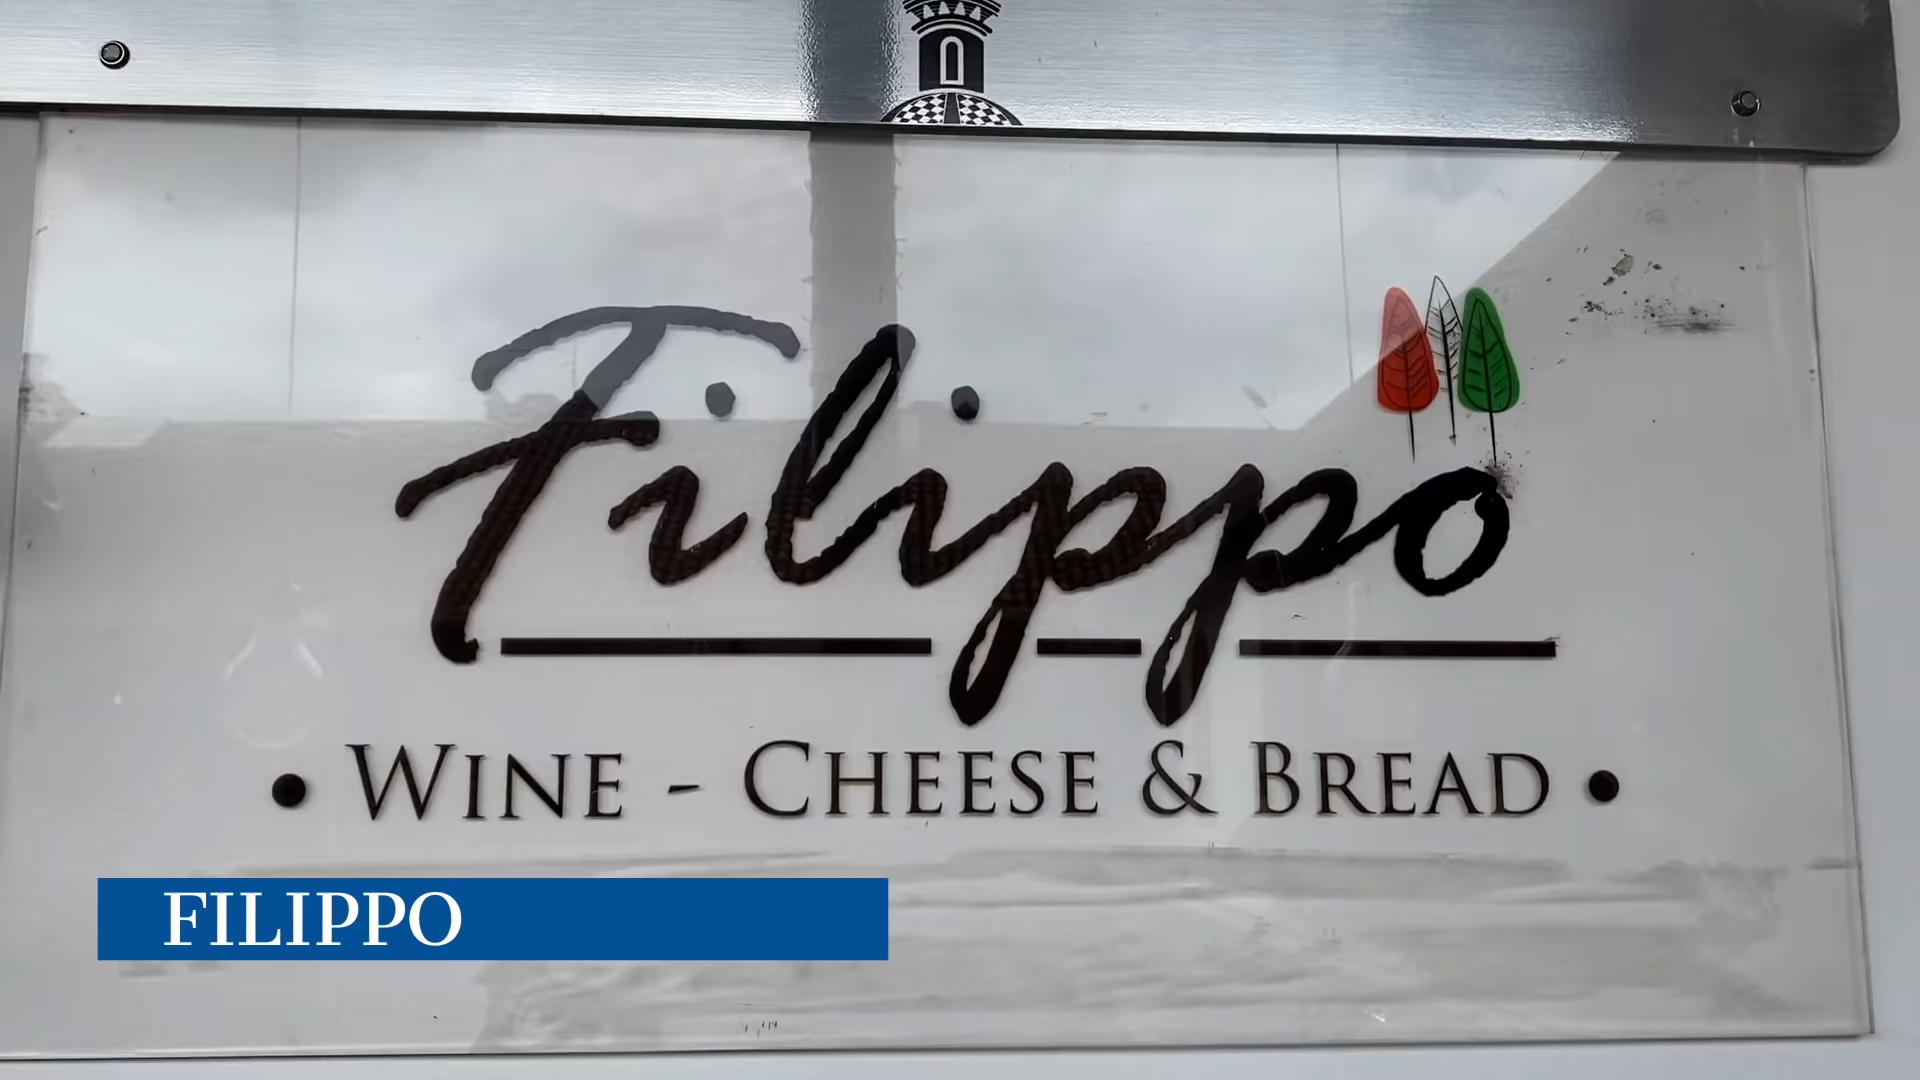 Filippo
• WINE - CHEESE & BREAD •
FILIPPO